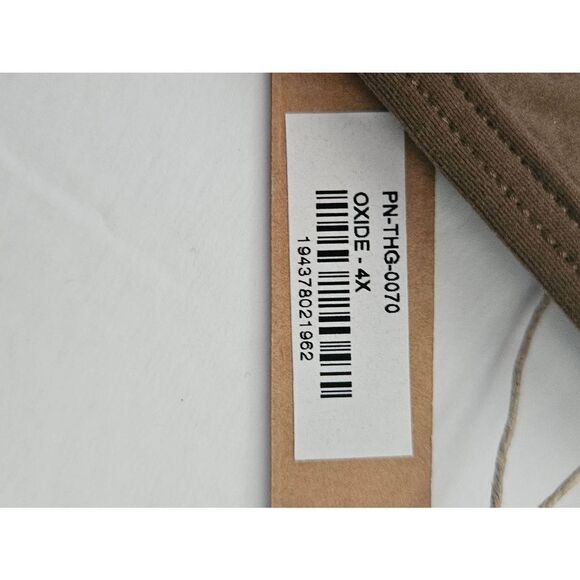 PN-THG-0070
OXIDE - 4X
194378021962